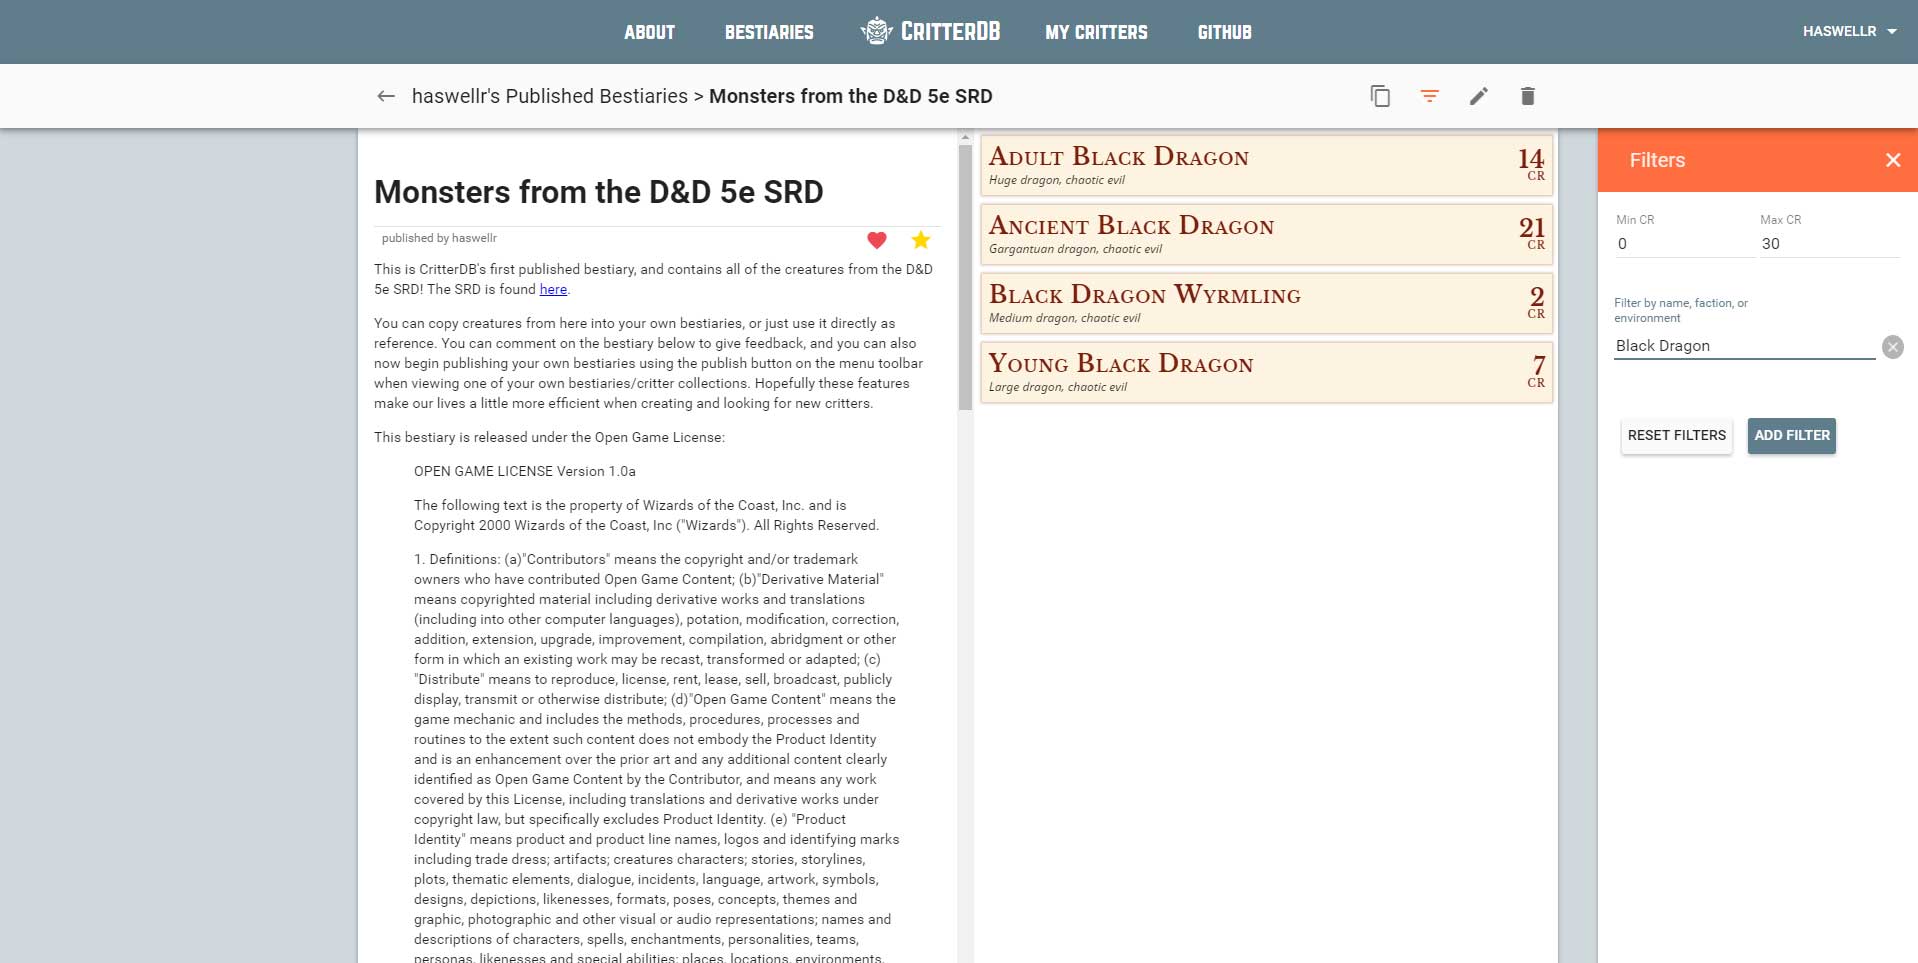 ABOUT
BESTIARIES
CRITTERDB
MY CRITTERS
GITHUB
HASWELLR
haswellr's Published Bestiaries > Monsters from the D&D 5e SRD
Monsters from the D&D 5e SRD
published by haswellr
This is CritterDB's first published bestiary, and contains all of the creatures from the D&D
5e SRD! The SRD is found here.
You can copy creatures from here into your own bestiaries, or just use it directly as
reference. You can comment on the bestiary below to give feedback, and you can also
now begin publishing your own bestiaries using the publish button on the menu toolbar
when viewing one of your own bestiaries/critter collections. Hopefully these features
make our lives a little more efficient when creating and looking for new critters.
This bestiary is released under the Open Game License:
OPEN GAME LICENSE Version 1.0a
The following text is the property of Wizards of the Coast, Inc. and is
Copyright 2000 Wizards of the Coast, Inc ("Wizards"). All Rights Reserved.
1. Definitions: (a)"Contributors" means the copyright and/or trademark
owners who have contributed Open Game Content; (b)"Derivative Material"
means copyrighted material including derivative works and translations
(including into other computer languages), potation, modification, correction,
addition, extension, upgrade, improvement, compilation, abridgment or other
form in which an existing work may be recast, transformed or adapted; (c)
"Distribute" means to reproduce, license, rent, lease, sell, broadcast, publicly
display, transmit or otherwise distribute; (d)"Open Game Content" means the
game mechanic and includes the methods, procedures, processes and
routines to the extent such content does not embody the Product Identity
and is an enhancement over the prior art and any additional content clearly
identified as Open Game Content by the Contributor, and means any work
covered by this License, including translations and derivative works under
copyright law, but specifically excludes Product Identity. (e) "Product
Identity" means product and product line names, logos and identifying marks
including trade dress; artifacts; creatures characters; stories, storylines,
plots, thematic elements, dialogue, incidents, language, artwork, symbols,
designs, depictions, likenesses, formats, poses, concepts, themes and
graphic, photographic and other visual or audio representations; names and
descriptions of characters, spells, enchantments, personalities, teams,
personas, likenesses and special abilities; places, locations, environments,
Adult Black Dragon
14
Huge dragon, chaotic evil
CR
Ancient Black Dragon
21
Gargantuan dragon, chaotic evil
CR
Black Dragon Wyrmling
2
Medium dragon, chaotic evil
CR
Young Black Dragon
7
Large dragon, chaotic evil
CR
Filters
Min CR
Max CR
0
30
Filter by name, faction, or
environment
Black Dragon
RESET FILTERS
ADD FILTER